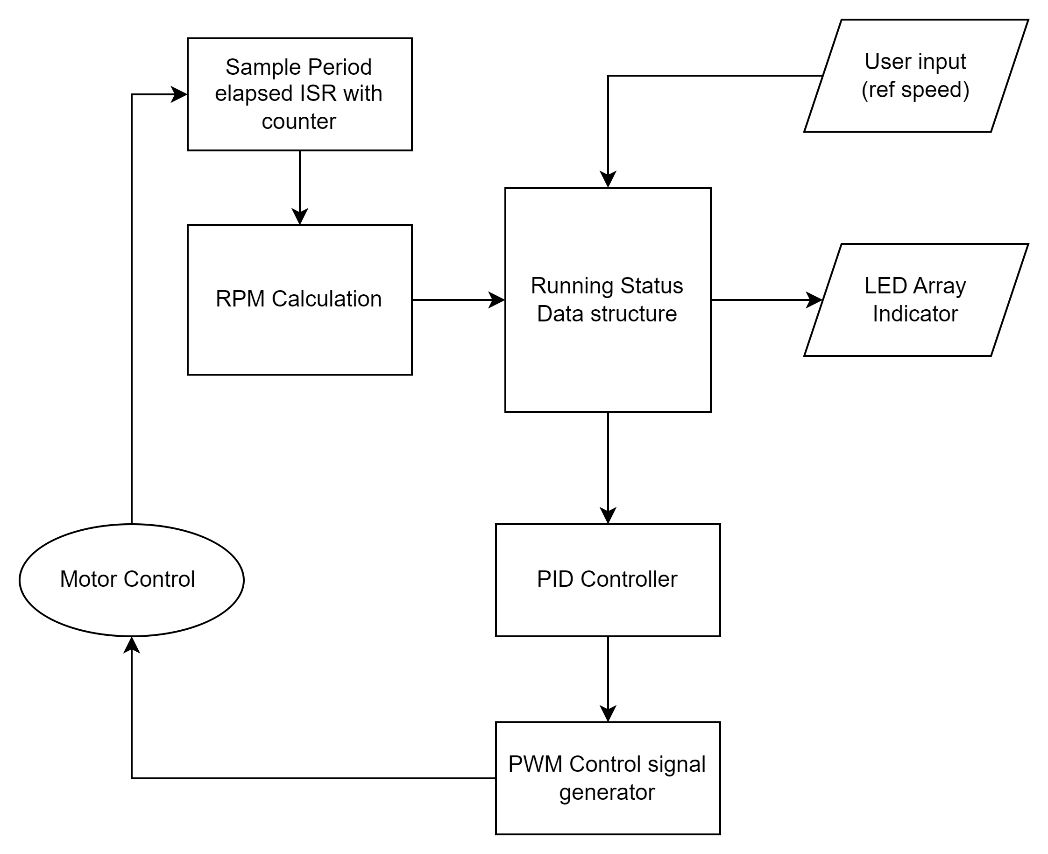 Sample Period
elapsed ISR with
counter
User input
(ref speed)
RPM Calculation
Running Status
Data structure
LED Array
Indicator
Motor Control
PID Controller
PWM Control signal
generator